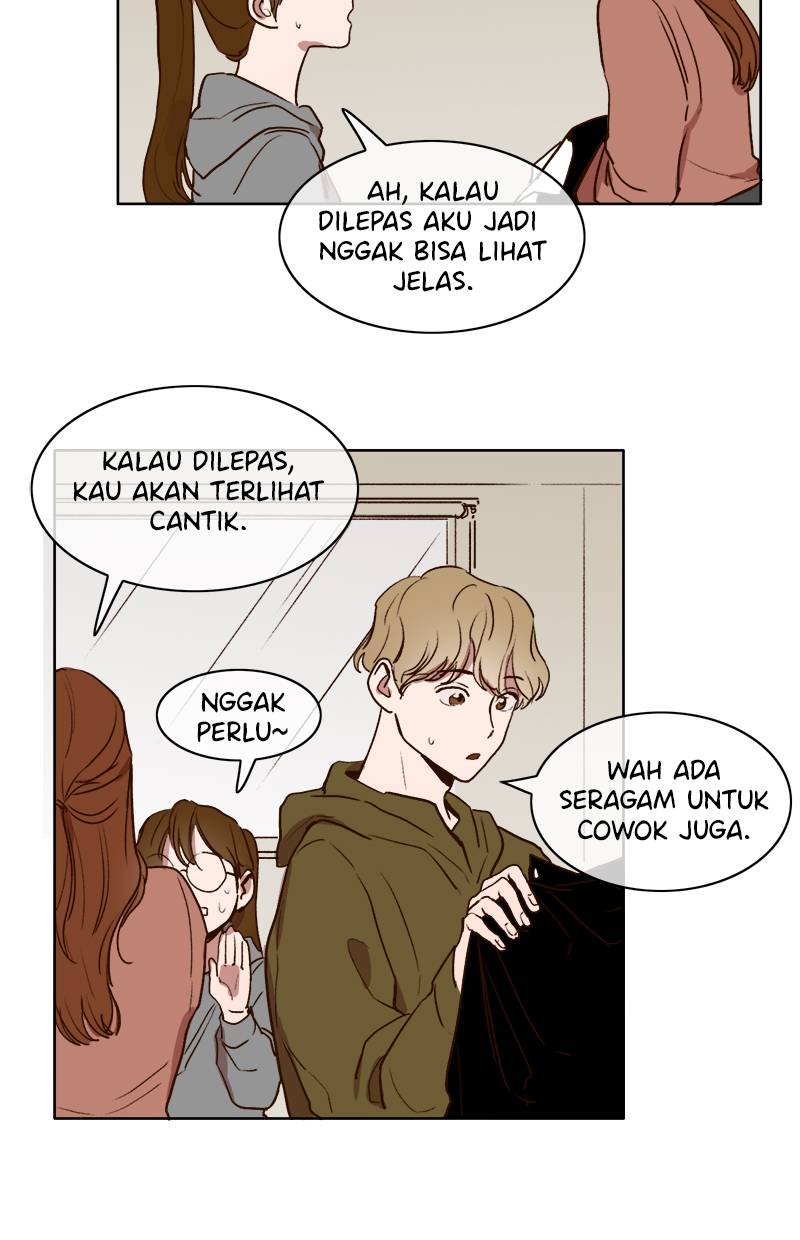 AH, KALAU
DILEPAS AKU JADI
NGGAK BISA LIHAT
JELAS.
KALAU DILEPAS,
KAU AKAN TERLIHAT
CANTIK.
NGGAK
PERLU~
WAH ADA
SERAGAM UNTUK
COWOK JUGA.